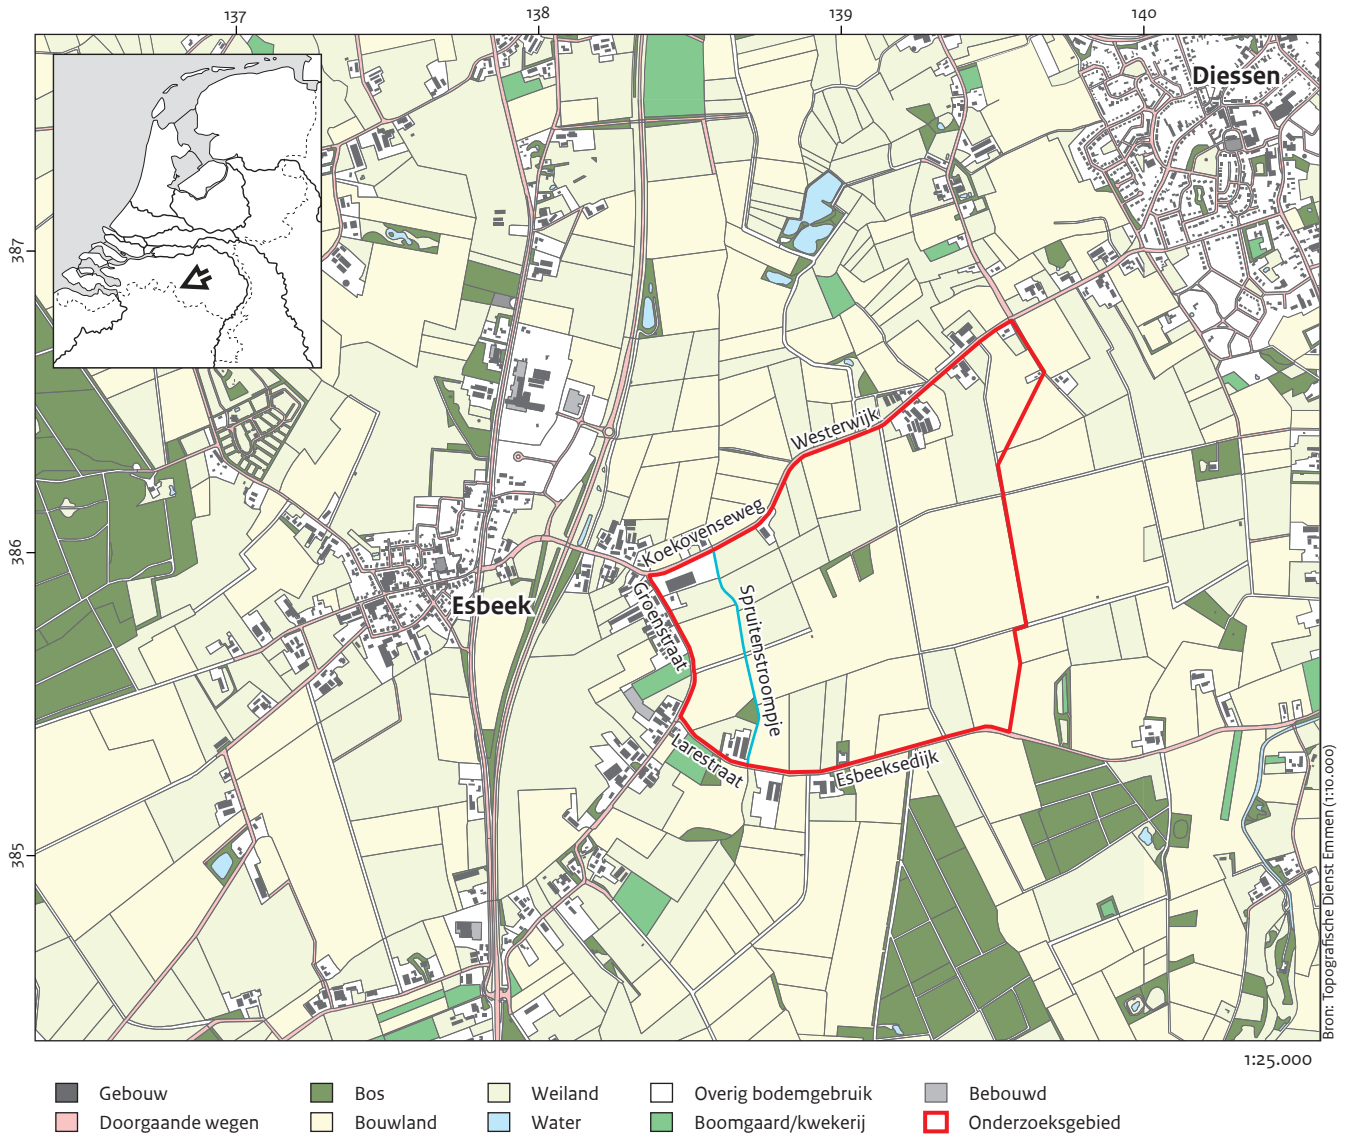 137
138
139
140
Diessen
387
386
385
Westerwijk
Koekovenseweg
Esbeek
Groenstraat
Spruitenstroompje
Larestraat
Esbeeksedijk
Bron: Topografische Dienst Emmen (1:10.000)
1:25.000
Gebouw
Bos
Weiland
Overig bodemgebruik
Bebouwd
Doorgaande wegen
Bouwland
Water
Boomgaard/kwekerij
Onderzoeksgebied